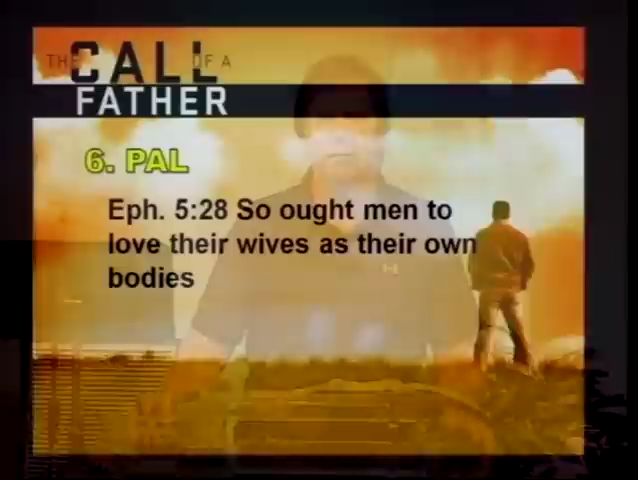 THE CALL OF A
FATHER
6. PAL
Eph. 5:28 So ought men to
love their wives as their own
bodies